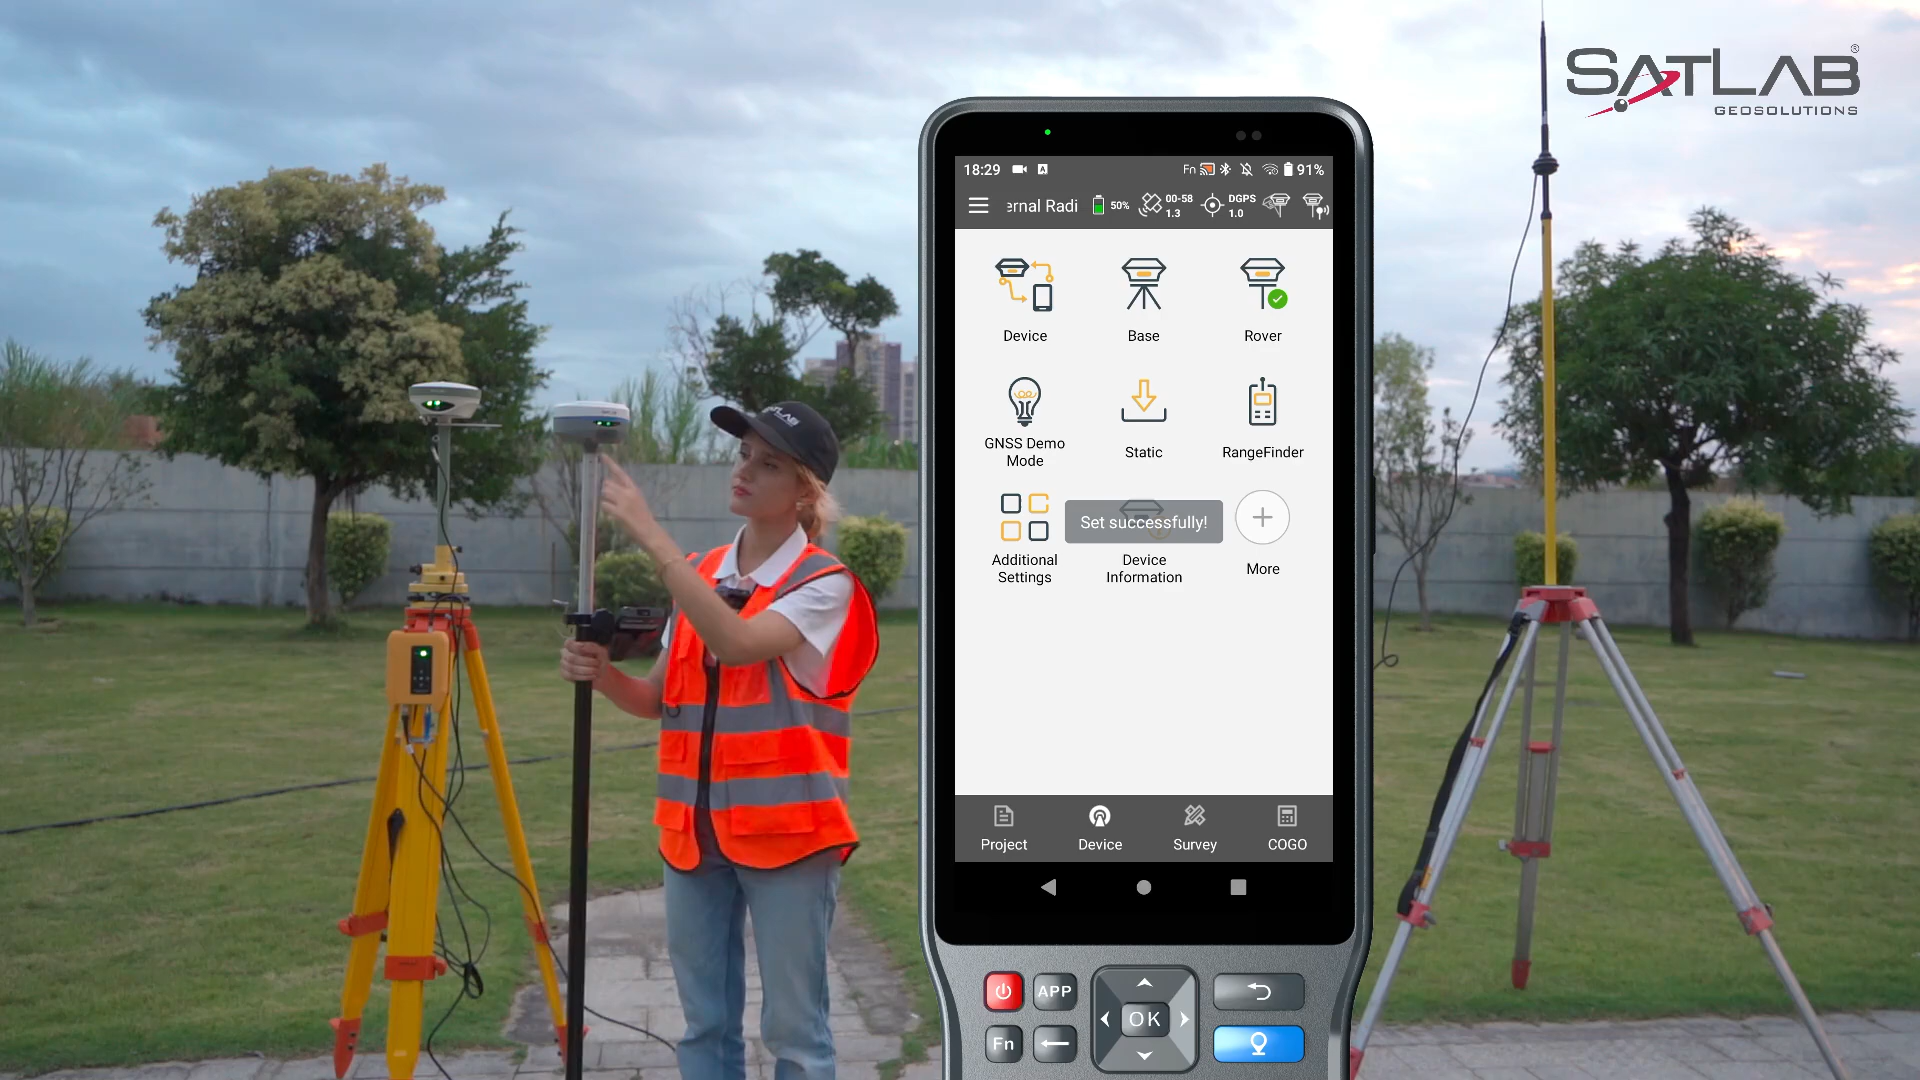 SATLAB®
GEOSOLUTIONS
18:29
Fn
91%
ernal Radi
50%
00-58
1.3
DGPS
1.0
Device
Base
Rover
GNSS Demo
Mode
Static
RangeFinder
Set successfully!
Additional
Settings
Device
Information
More
Project
Device
Survey
COGO
APP
OK
Fn